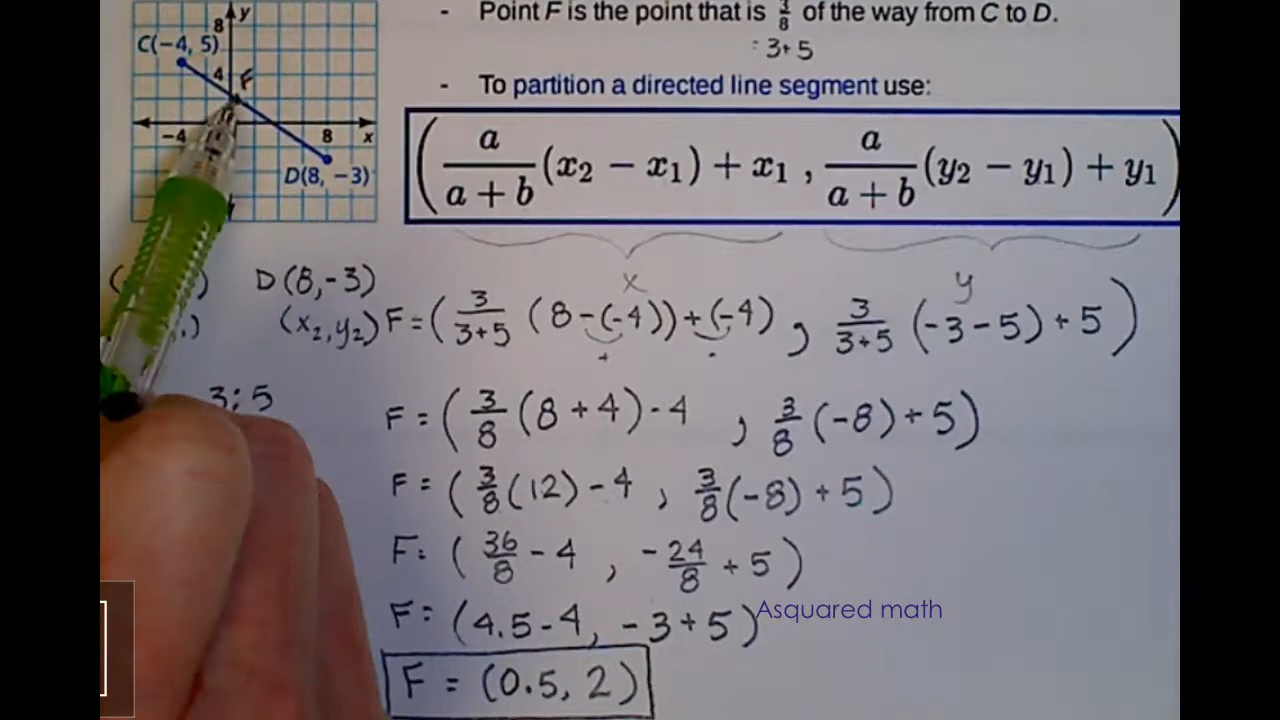 - Point F is the point that is 3/8 of the way from C to D.
= 3+5
- To partition a directed line segment use:
( a/(a + b) (x₂ − x₁) + x₁ , a/(a + b) (y₂ − y₁) + y₁ )
y
8
C(−4, 5)
4
F
−4
8
x
D(8, −3)
x
y
D(8,-3)
(x₂,y₂)
F = ( 3/(3+5) (8-(-4))+(-4) , 3/(3+5) (-3-5)+5 )
+
-
3:5
F = ( 3/8 (8+4)-4 , 3/8 (-8)+5 )
F = ( 3/8 (12)-4 , 3/8 (-8)+5 )
F = ( 36/8 -4 , -24/8 +5 )
F = (4.5-4, -3+5)
Asquared math
F = (0.5, 2)